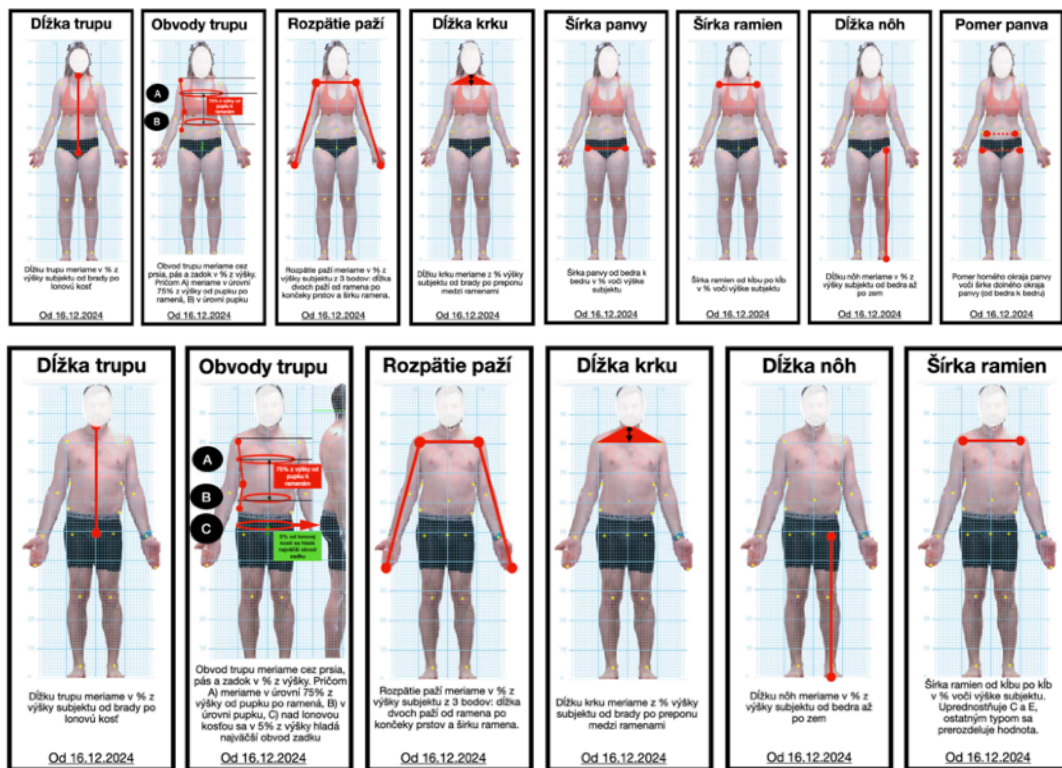 Dĺžka trupu
Dĺžku trupu meriame v % z
výšky subjektu od brady po
lonovú kosť
Od 16.12.2024
Obvody trupu
A
75% z výšky od
pupku k
ramenám
B
Obvod trupu meriame cez
prsia, pás a zadok v % z výšky.
Pričom A) meriame v úrovní
75% z výšky od pupku po
ramená, B) v úrovni pupku
Od 16.12.2024
Rozpätie paží
Rozpätie paží meriame v % z
výšky subjektu z 3 bodov: dĺžka
dvoch paží od ramena po
končeky prstov a šírku ramena.
Od 16.12.2024
Dĺžka krku
Dĺžku krku meriame z % výšky
subjektu od brady po preponu
medzi ramenami
Od 16.12.2024
Šírka panvy
Šírka panvy od bedra k
bedru v % voči výške
subjektu
Od 16.12.2024
Šírka ramien
Šírka ramien od kĺbu po kĺb
v % voči výške subjektu
Od 16.12.2024
Dĺžka nôh
Dĺžku nôh meriame v % z
výšky subjektu od bedra až
po zem
Od 16.12.2024
Pomer panva
Pomer horného okraja panvy
voči šírka dolného okraja
panvy (od bedra k bedru)
Od 16.12.2024
Dĺžka trupu
Dĺžku trupu meriame v % z
výšky subjektu od brady po
lonovú kosť
Od 16.12.2024
Obvody trupu
A
75% z výšky od
pupku k
ramenám
B
C
5% od lonovej
kosti sa hľadá
najväčší obvod
zadku
Obvod trupu meriame cez prsia,
pás a zadok v % z výšky. Pričom
A) meriame v úrovní 75% z
výšky od pupku po ramená, B) v
úrovni pupku, C) nad lonovou
kosťou sa v 5% z výšky hladá
najväčší obvod zadku
Od 16.12.2024
Rozpätie paží
Rozpätie paží meriame v % z
výšky subjektu z 3 bodov: dĺžka
dvoch paží od ramena po
končeky prstov a šírku ramena.
Od 16.12.2024
Dĺžka krku
Dĺžku krku meriame z % výšky
subjektu od brady po preponu
medzi ramenami
Od 16.12.2024
Dĺžka nôh
Dĺžku nôh meriame v % z
výšky subjektu od bedra až
po zem
Od 16.12.2024
Šírka ramien
Šírka ramien od kĺbu po kĺb
v % voči výške subjektu.
Uprednostňuje C a E,
ostatným typom sa
prerozdeluje hodnota.
Od 16.12.2024